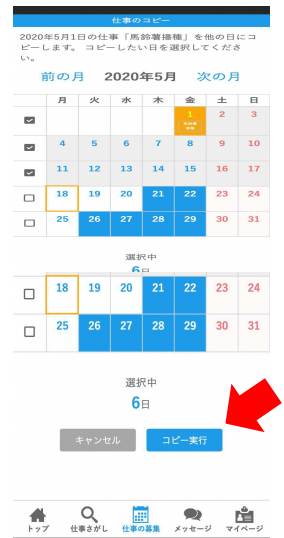 仕事のコピー
2020年5月1日の仕事「馬鈴薯播種」を他の日にコ
ピーします。 コピーしたい日を選択してくださ
い。
前の月 2020年5月 次の月
月 火 水 木 金 土 日
1 2 3
馬鈴薯
播種
4 5 6 7 8 9 10
11 12 13 14 15 16 17
18 19 20 21 22 23 24
25 26 27 28 29 30 31
選択中
6日
18 19 20 21 22 23 24
25 26 27 28 29 30 31
選択中
6日
キャンセル コピー実行
トップ 仕事さがし 仕事の募集 メッセージ マイページ